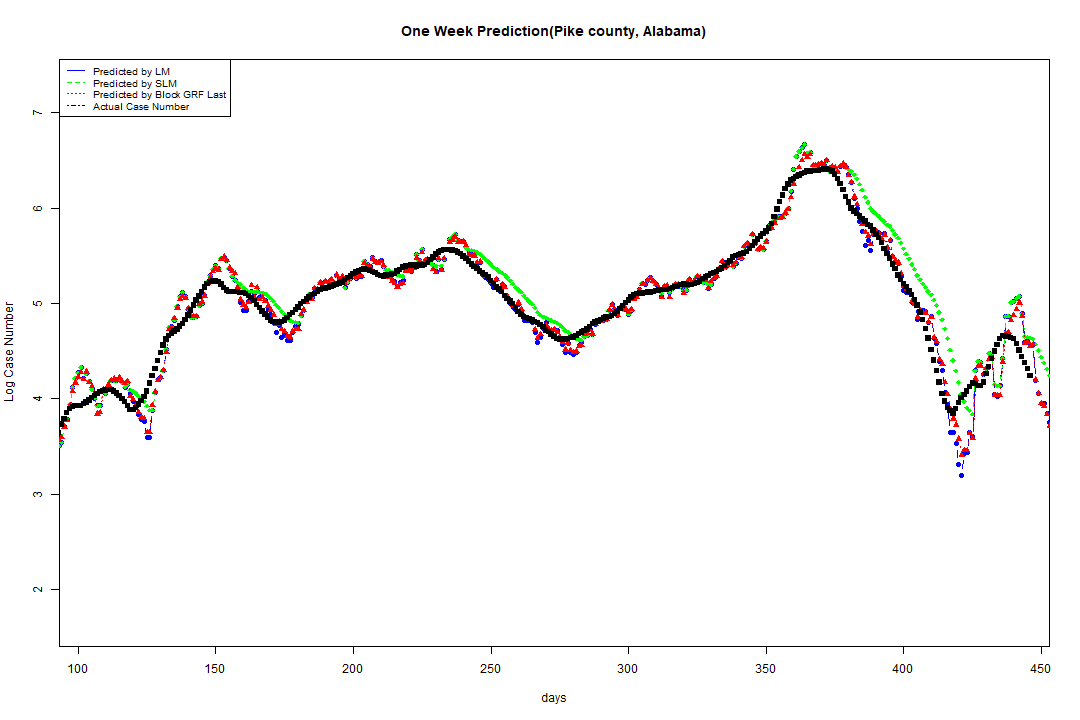 One Week Prediction(Pike county, Alabama)
Predicted by LM
Predicted by SLM
Predicted by Block GRF Last
Actual Case Number
7
6
5
4
3
2
Log Case Number
100 150 200 250 300 350 400 450
days